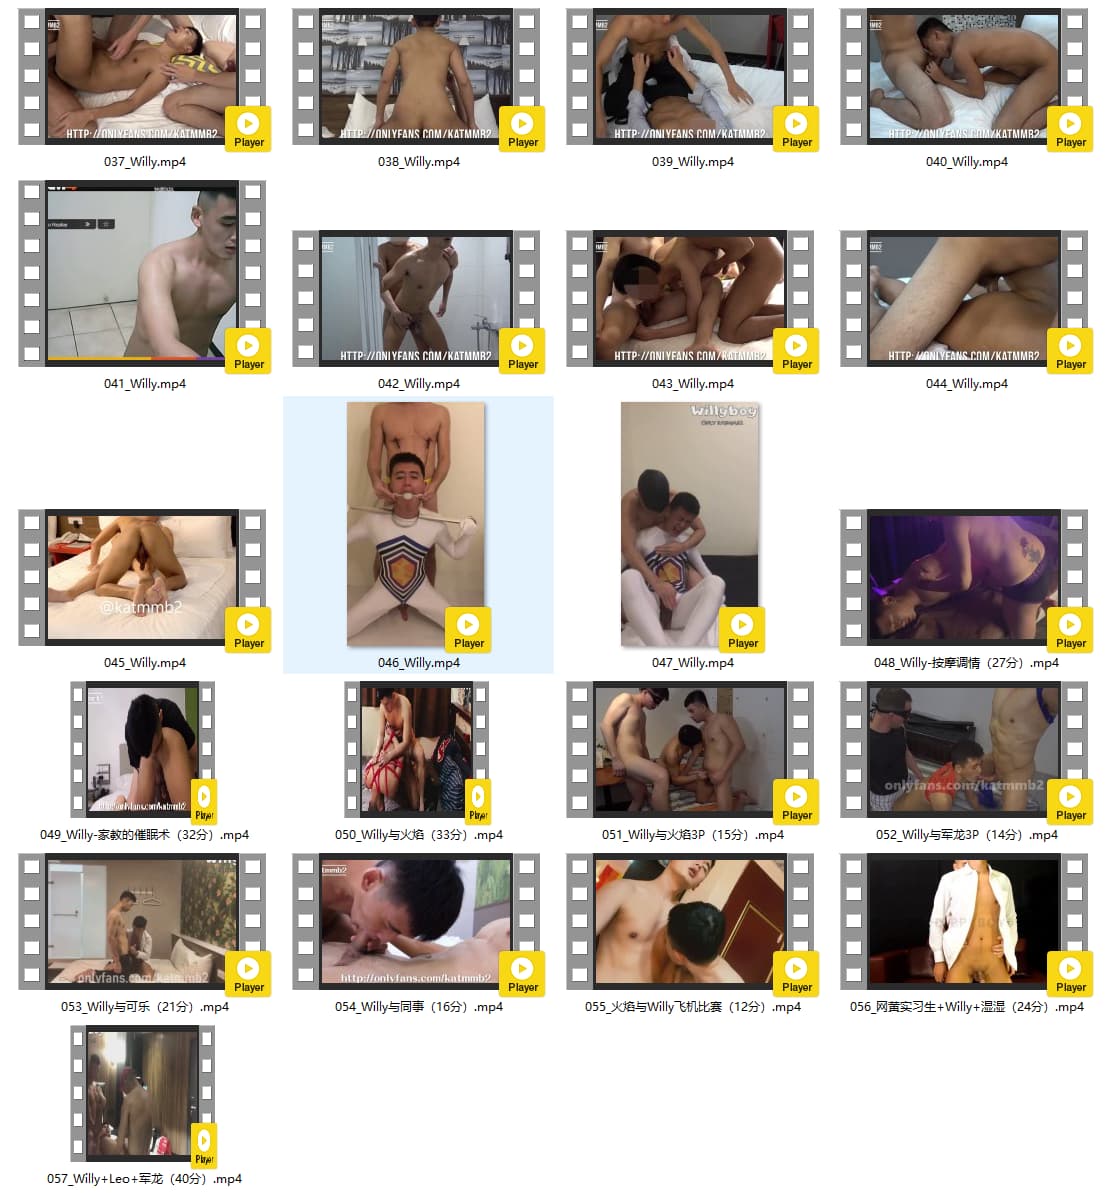 HTTP://ONLYFANS.COM/KATMMB2
Player
037_Willy.mp4
HTTP://ONLYFANS.COM/KATMMB2
Player
038_Willy.mp4
HTTP://ONLYFANS.COM/KATMMB2
Player
039_Willy.mp4
HTTP://ONLYFANS.COM/KATMMB2
Player
040_Willy.mp4
Player
041_Willy.mp4
HTTP://ONLYFANS.COM/KATMMB2
Player
042_Willy.mp4
HTTP://ONLYFANS.COM/KATMMB2
Player
043_Willy.mp4
HTTP://ONLYFANS.COM/KATMMB2
Player
044_Willy.mp4
@katmmb2
Player
045_Willy.mp4
Player
046_Willy.mp4
Willyboy
Player
047_Willy.mp4
Player
048_Willy-按摩调情（27分）.mp4
http://onlyfans.com/katmmb2
Player
049_Willy-家教的催眠术（32分）.mp4
Player
050_Willy与火焰（33分）.mp4
Player
051_Willy与火焰3P（15分）.mp4
onlyfans.com/katmmb2
Player
052_Willy与军龙3P（14分）.mp4
onlyfans.com/katmmb2
Player
053_Willy与可乐（21分）.mp4
tmmb2
http://onlyfans.com/katmmb2
Player
054_Willy与同事（16分）.mp4
Player
055_火焰与Willy飞机比赛（12分）.mp4
Player
056_网黄实习生+Willy+湿湿（24分）.mp4
Player
057_Willy+Leo+军龙（40分）.mp4